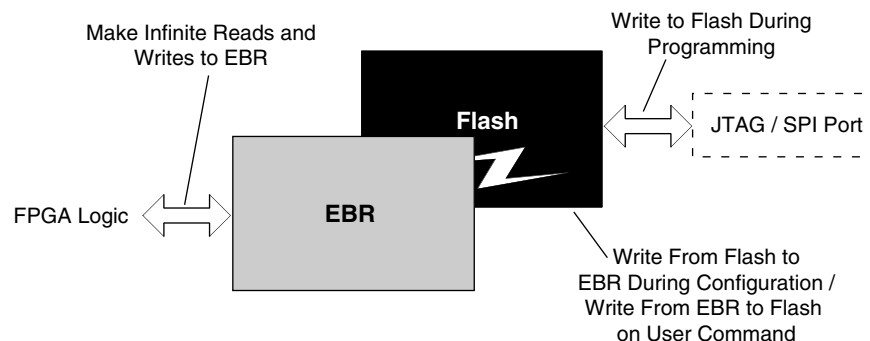 Make Infinite Reads and
Writes to EBR
Write to Flash During
Programming
Flash
JTAG / SPI Port
FPGA Logic
EBR
Write From Flash to
EBR During Configuration /
Write From EBR to Flash
on User Command